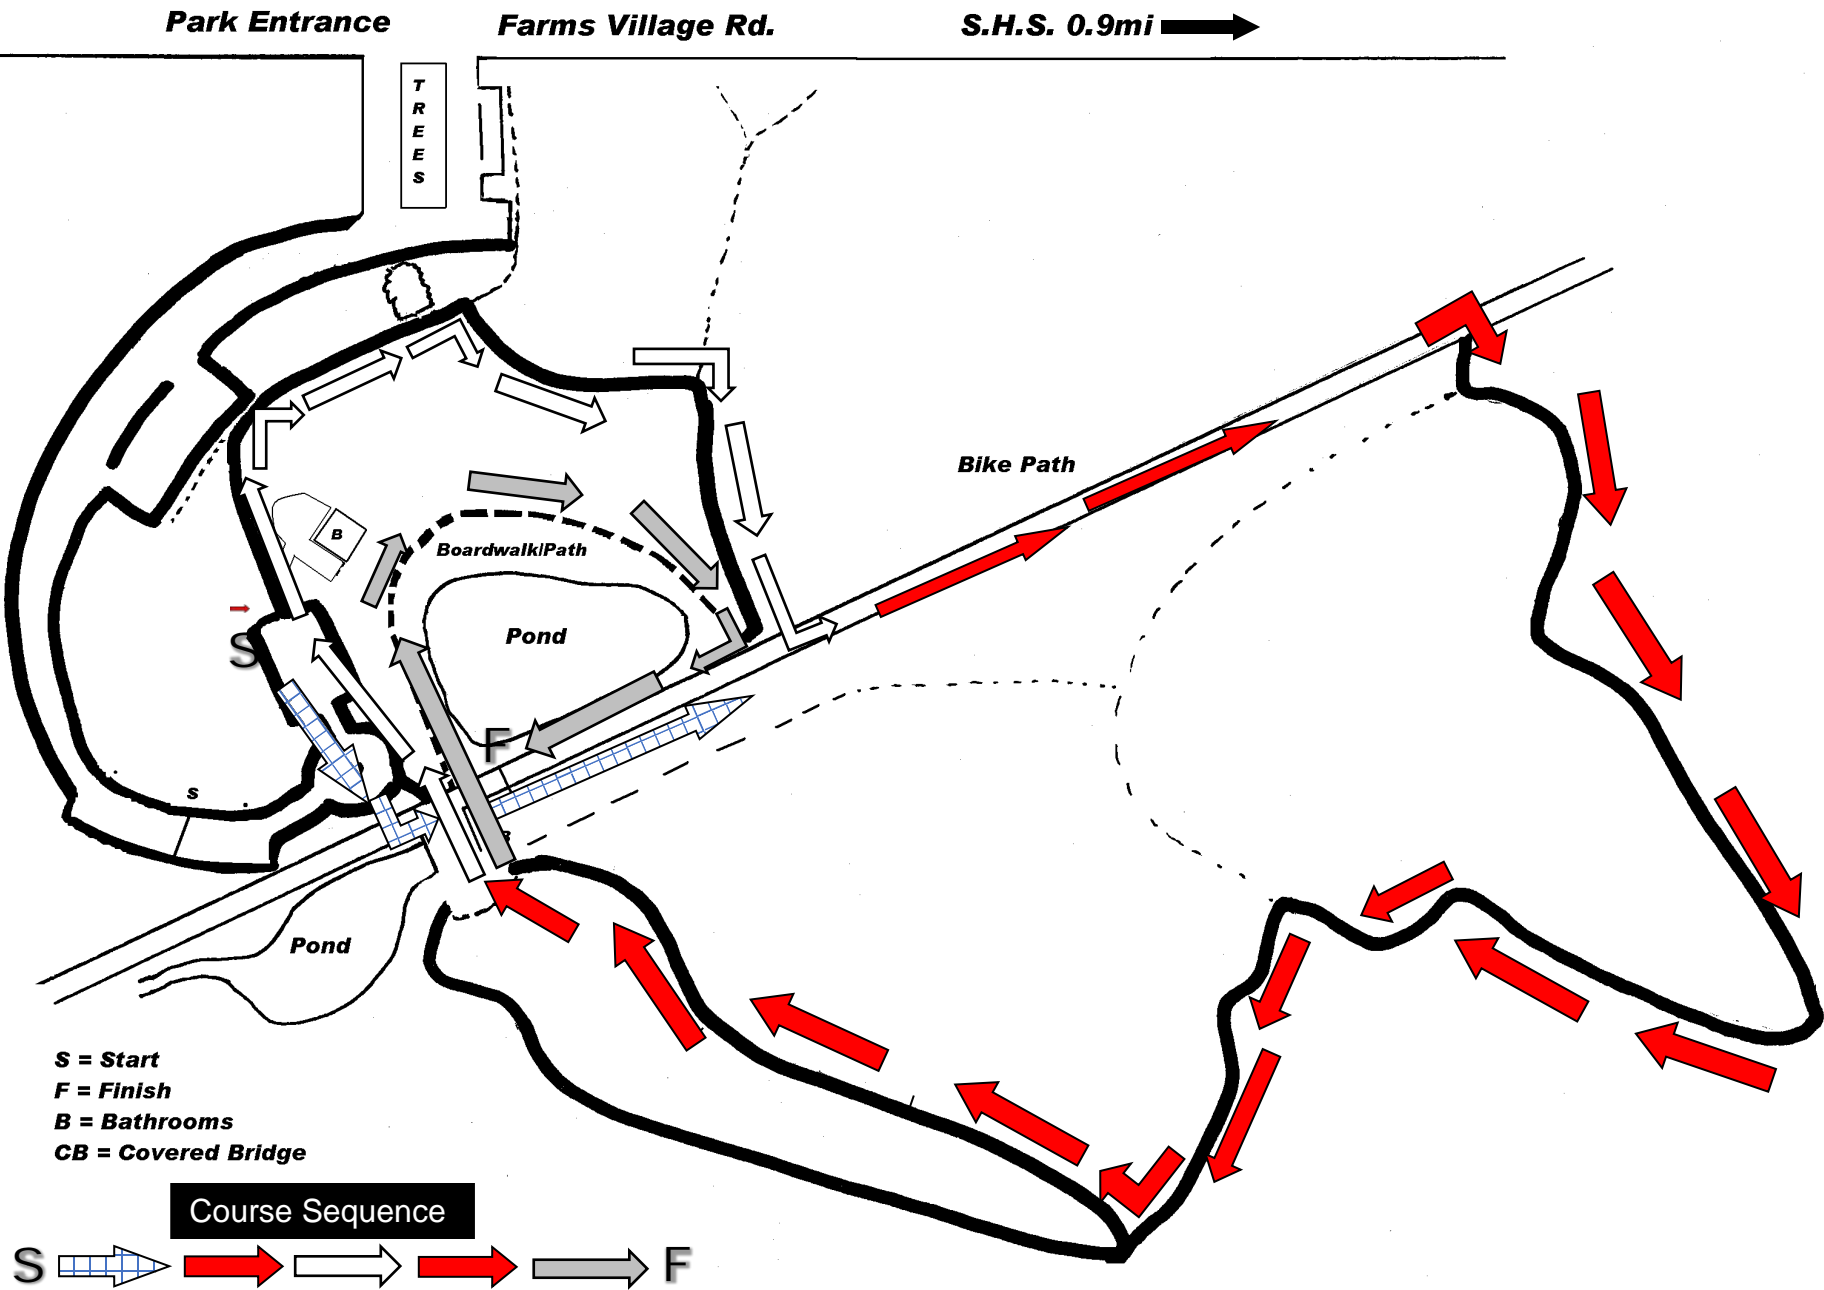 Park Entrance
Farms Village Rd.
S.H.S. 0.9mi
T
R
E
E
S
Bike Path
B
Boardwalk/Path
Pond
S
F
S
Pond
S = Start
F = Finish
B = Bathrooms
CB = Covered Bridge
Course Sequence
S
F